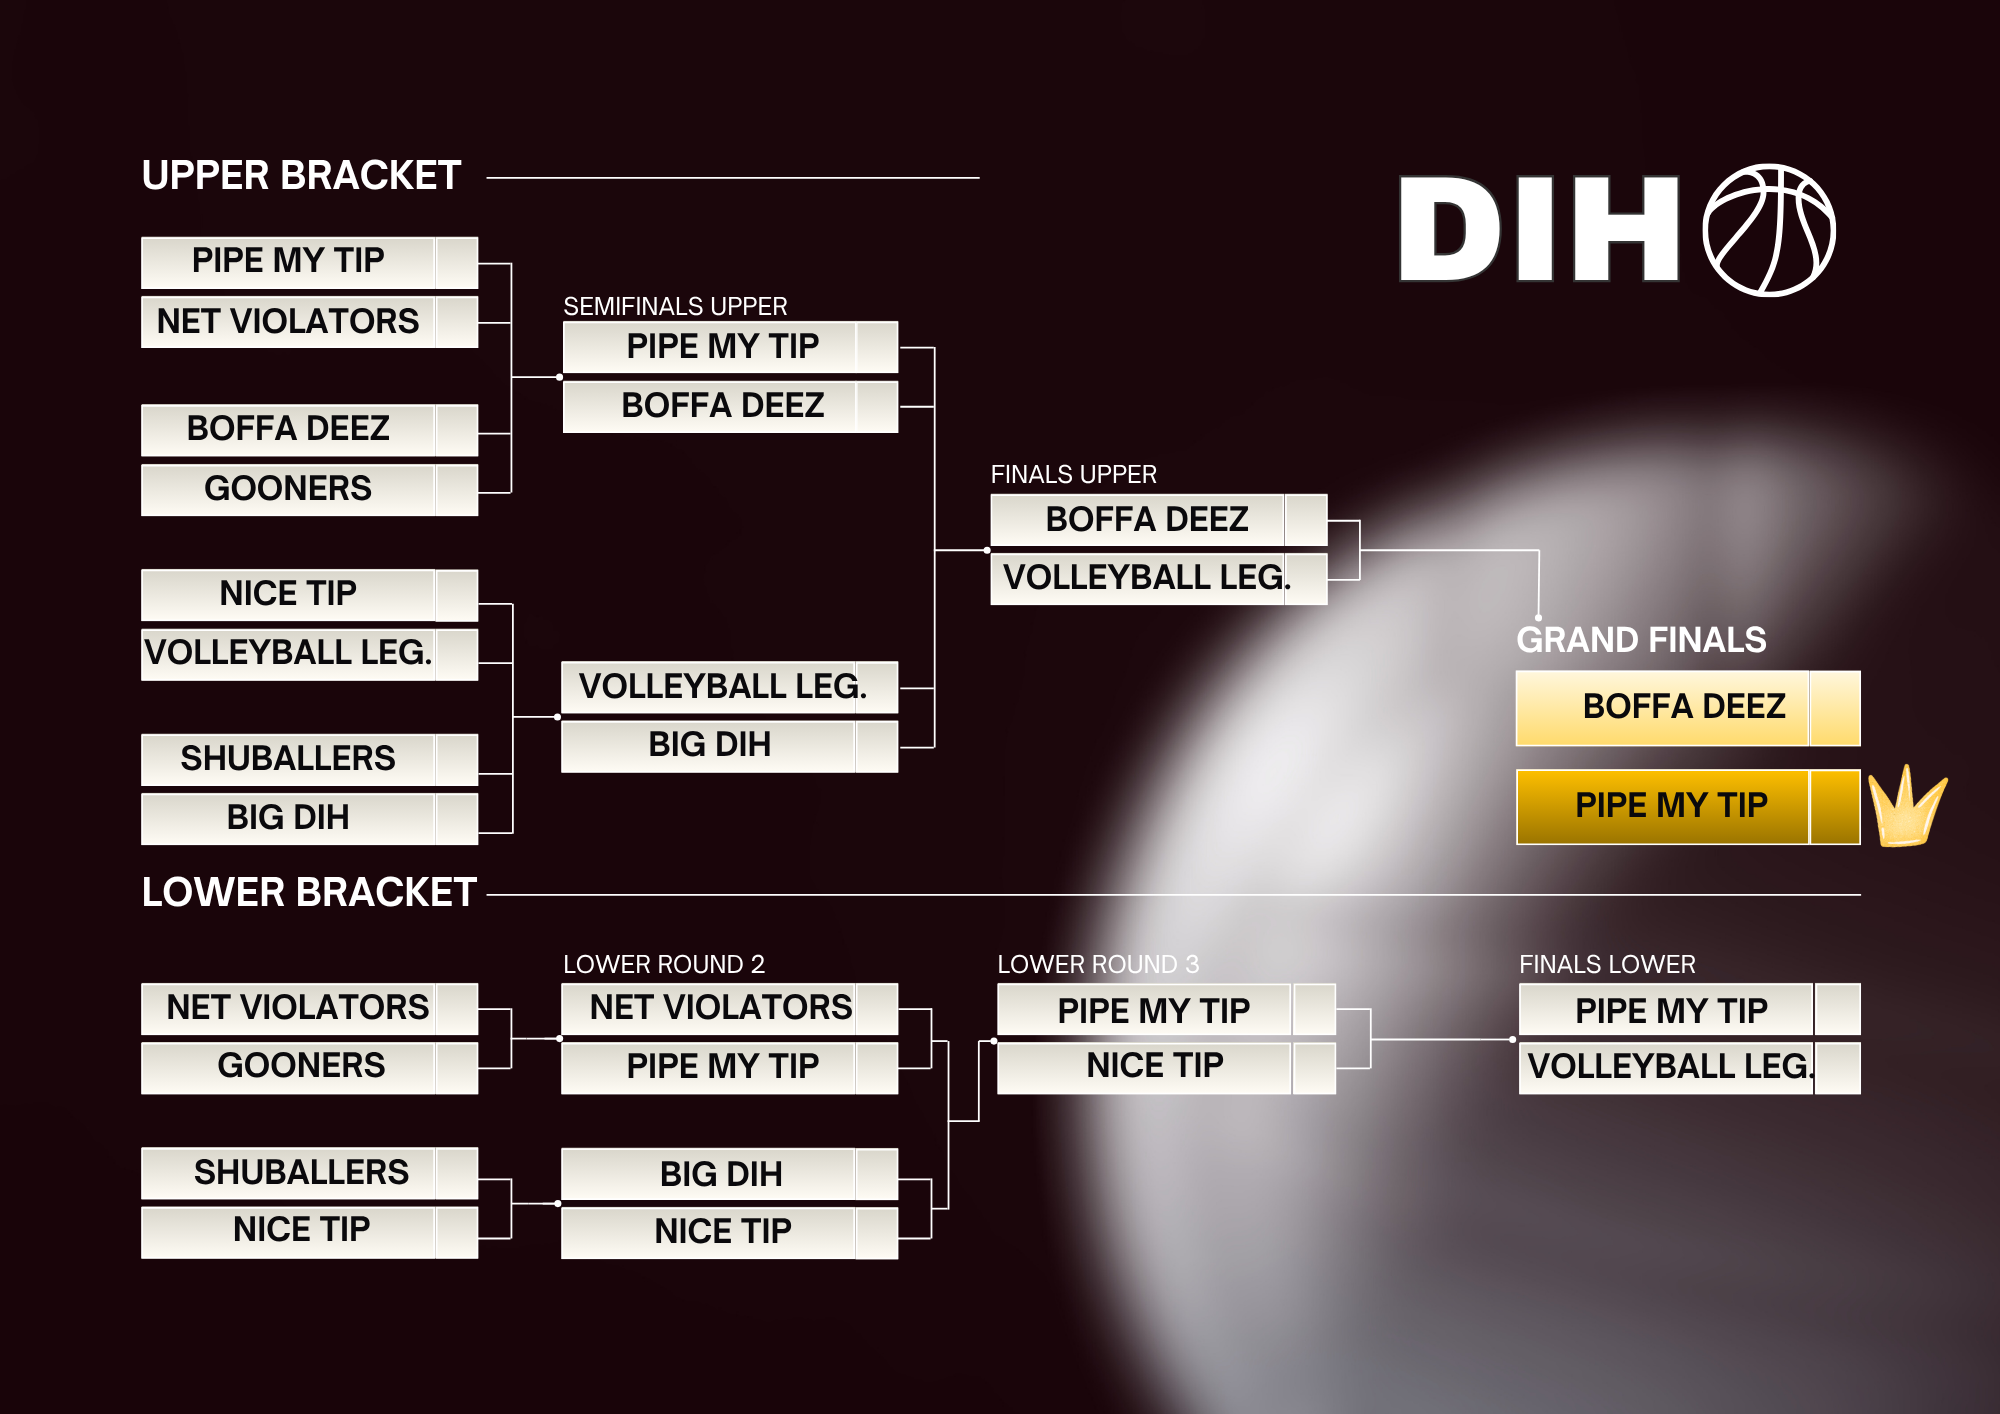 UPPER BRACKET
DIH
PIPE MY TIP
NET VIOLATORS
BOFFA DEEZ
GOONERS
NICE TIP
VOLLEYBALL LEG.
SHUBALLERS
BIG DIH
SEMIFINALS UPPER
PIPE MY TIP
BOFFA DEEZ
VOLLEYBALL LEG.
BIG DIH
FINALS UPPER
BOFFA DEEZ
VOLLEYBALL LEG.
GRAND FINALS
BOFFA DEEZ
PIPE MY TIP
LOWER BRACKET
NET VIOLATORS
GOONERS
SHUBALLERS
NICE TIP
LOWER ROUND 2
NET VIOLATORS
PIPE MY TIP
BIG DIH
NICE TIP
LOWER ROUND 3
PIPE MY TIP
NICE TIP
FINALS LOWER
PIPE MY TIP
VOLLEYBALL LEG.